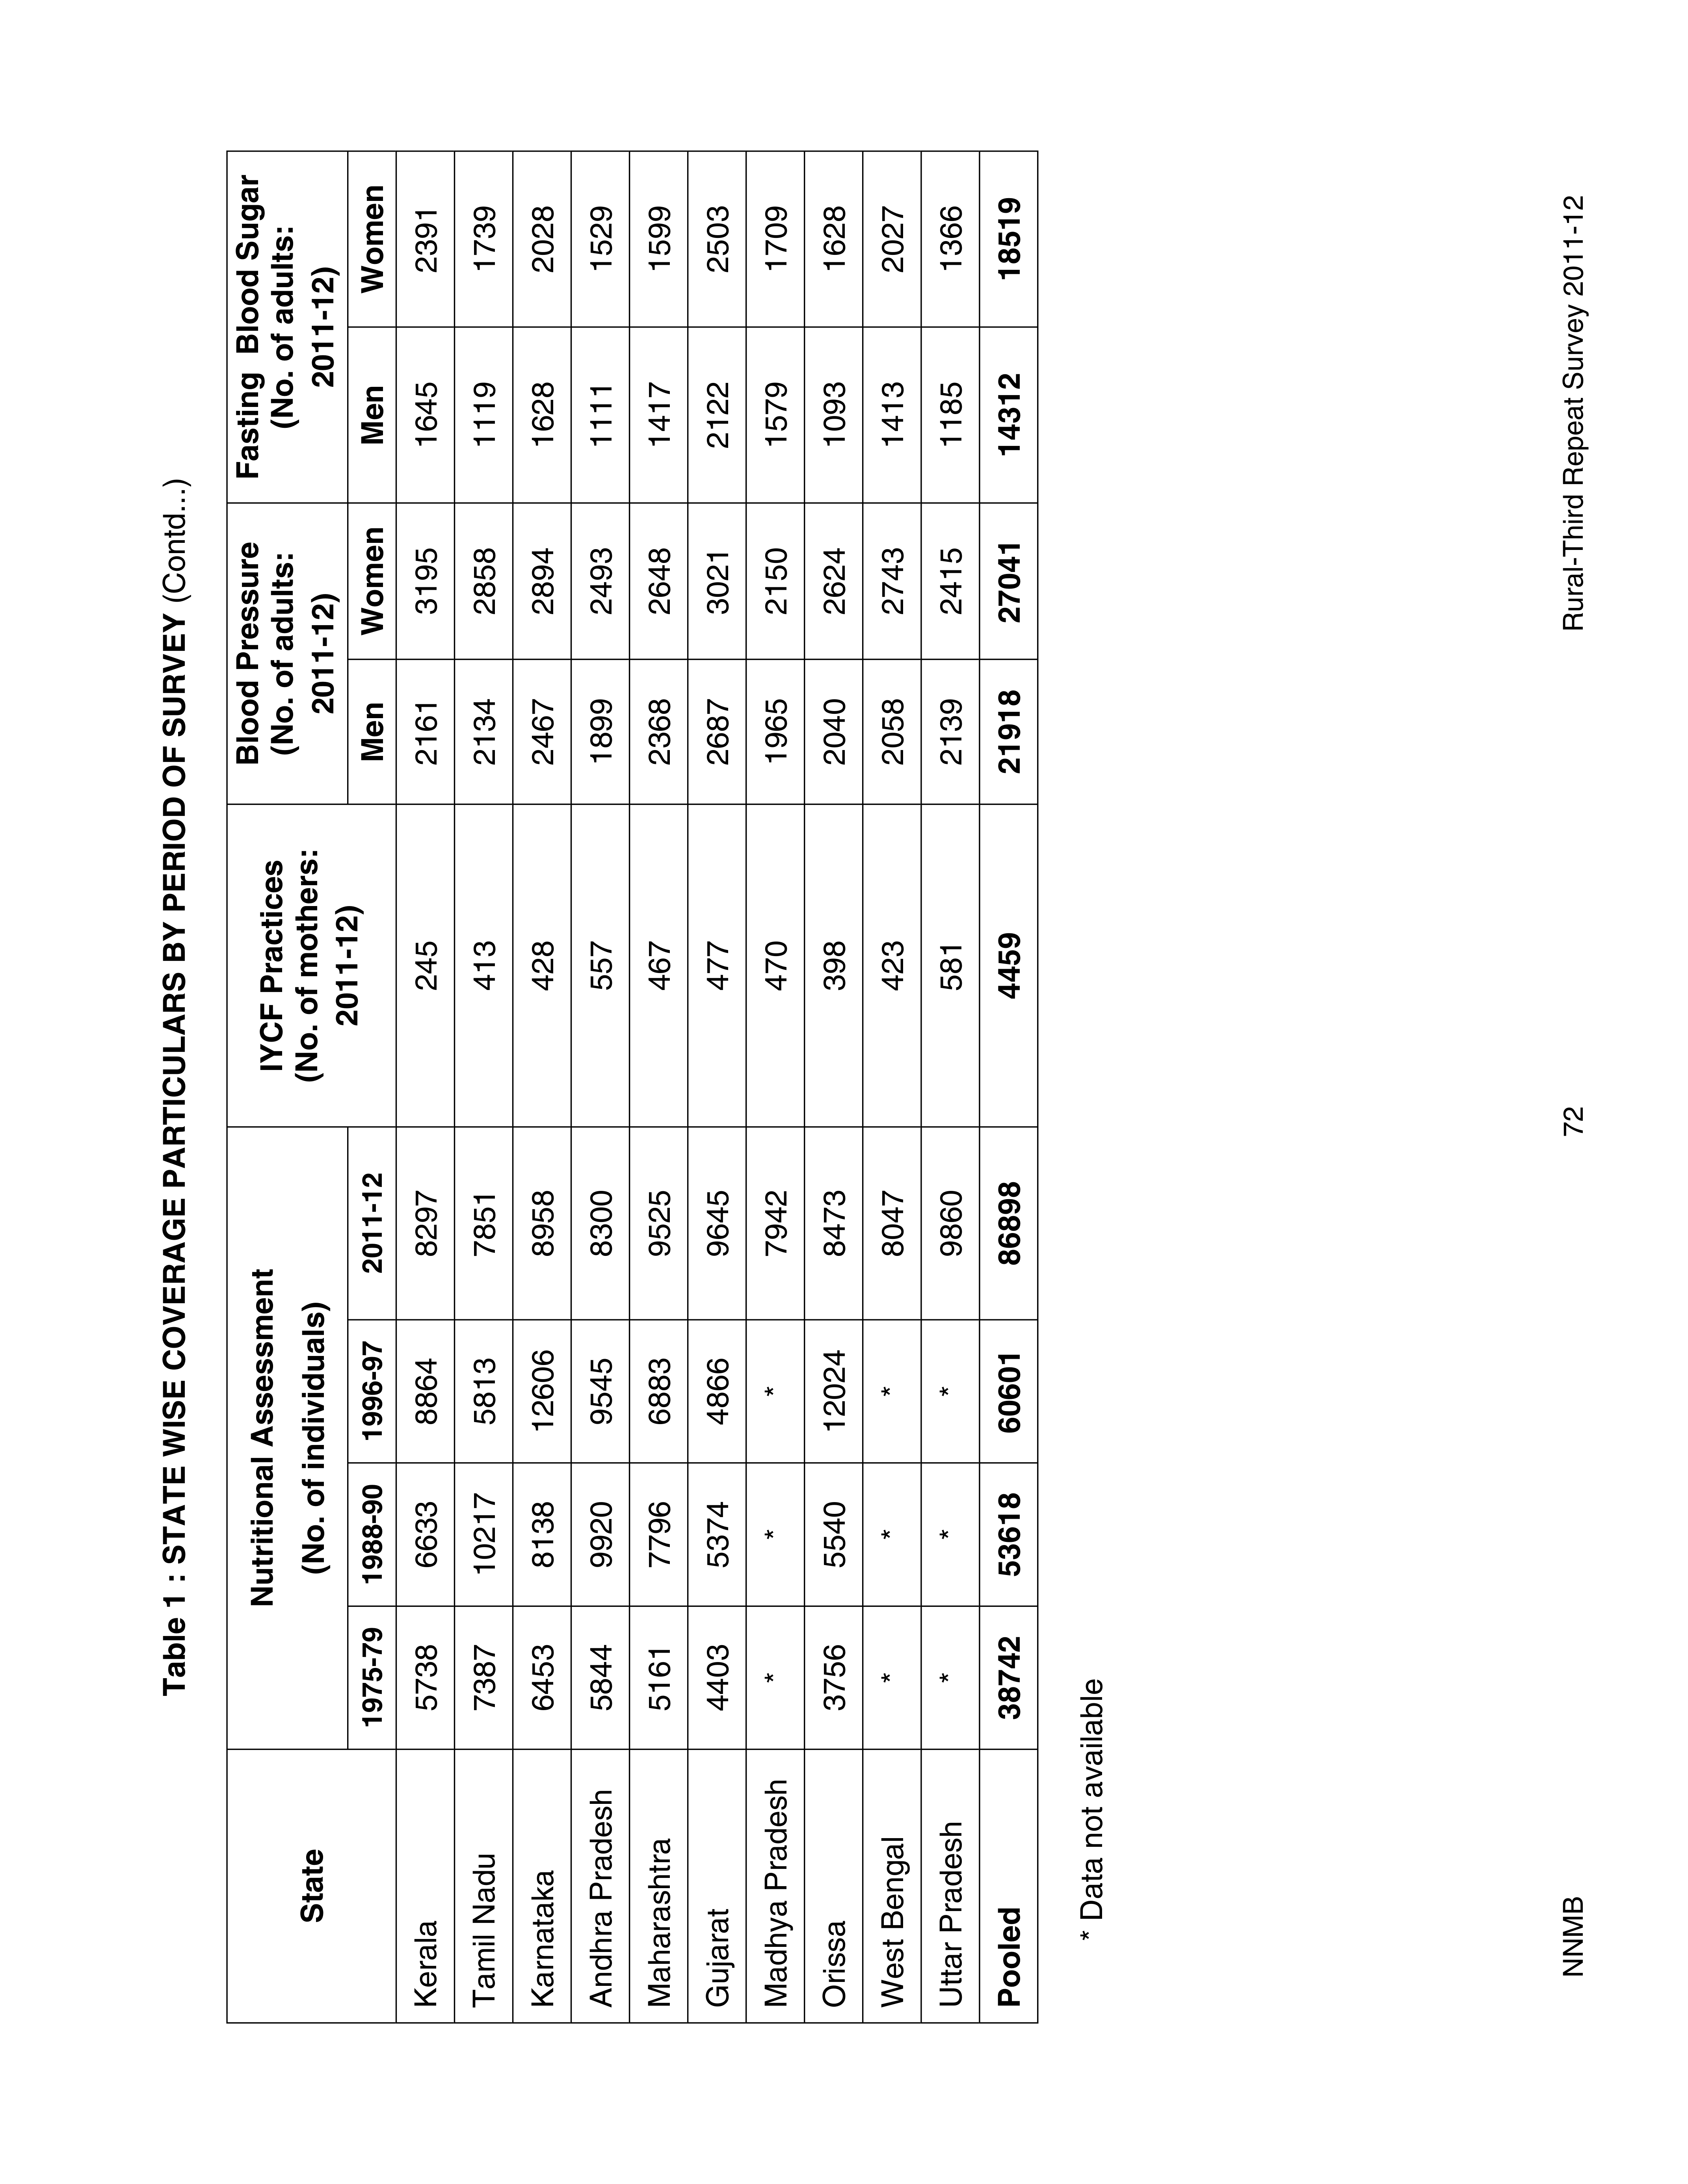 Table 1 : STATE WISE COVERAGE PARTICULARS BY PERIOD OF SURVEY (Contd...)
State Nutritional Assessment (No. of individuals) IYCF Practices (No. of mothers: 2011-12) Blood Pressure (No. of adults: 2011-12) Fasting Blood Sugar (No. of adults: 2011-12)
1975-79 1988-90 1996-97 2011-12 Men Women Men Women
Kerala 5738 6633 8864 8297 245 2161 3195 1645 2391
Tamil Nadu 7387 10217 5813 7851 413 2134 2858 1119 1739
Karnataka 6453 8138 12606 8958 428 2467 2894 1628 2028
Andhra Pradesh 5844 9920 9545 8300 557 1899 2493 1111 1529
Maharashtra 5161 7796 6883 9525 467 2368 2648 1417 1599
Gujarat 4403 5374 4866 9645 477 2687 3021 2122 2503
Madhya Pradesh * * * 7942 470 1965 2150 1579 1709
Orissa 3756 5540 12024 8473 398 2040 2624 1093 1628
West Bengal * * * 8047 423 2058 2743 1413 2027
Uttar Pradesh * * * 9860 581 2139 2415 1185 1366
Pooled 38742 53618 60601 86898 4459 21918 27041 14312 18519
* Data not available
NNMB 72 Rural-Third Repeat Survey 2011-12